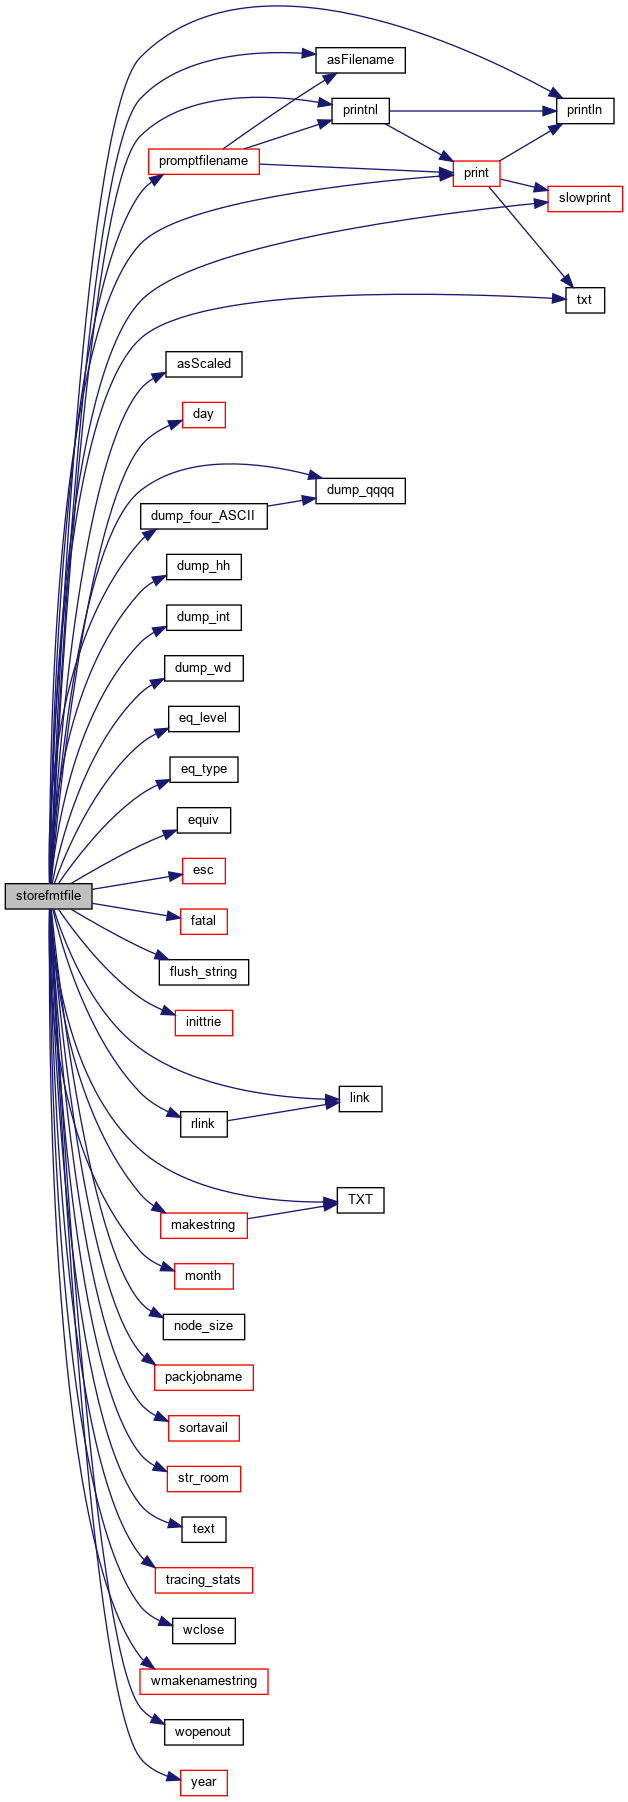 asFilename
printnl
println
promptfilename
print
slowprint
txt
asScaled
day
dump_qqqq
dump_four_ASCII
dump_hh
dump_int
dump_wd
eq_level
eq_type
equiv
esc
storefmtfile
fatal
flush_string
inittrie
link
rlink
TXT
makestring
month
node_size
packjobname
sortavail
str_room
text
tracing_stats
wclose
wmakenamestring
wopenout
year